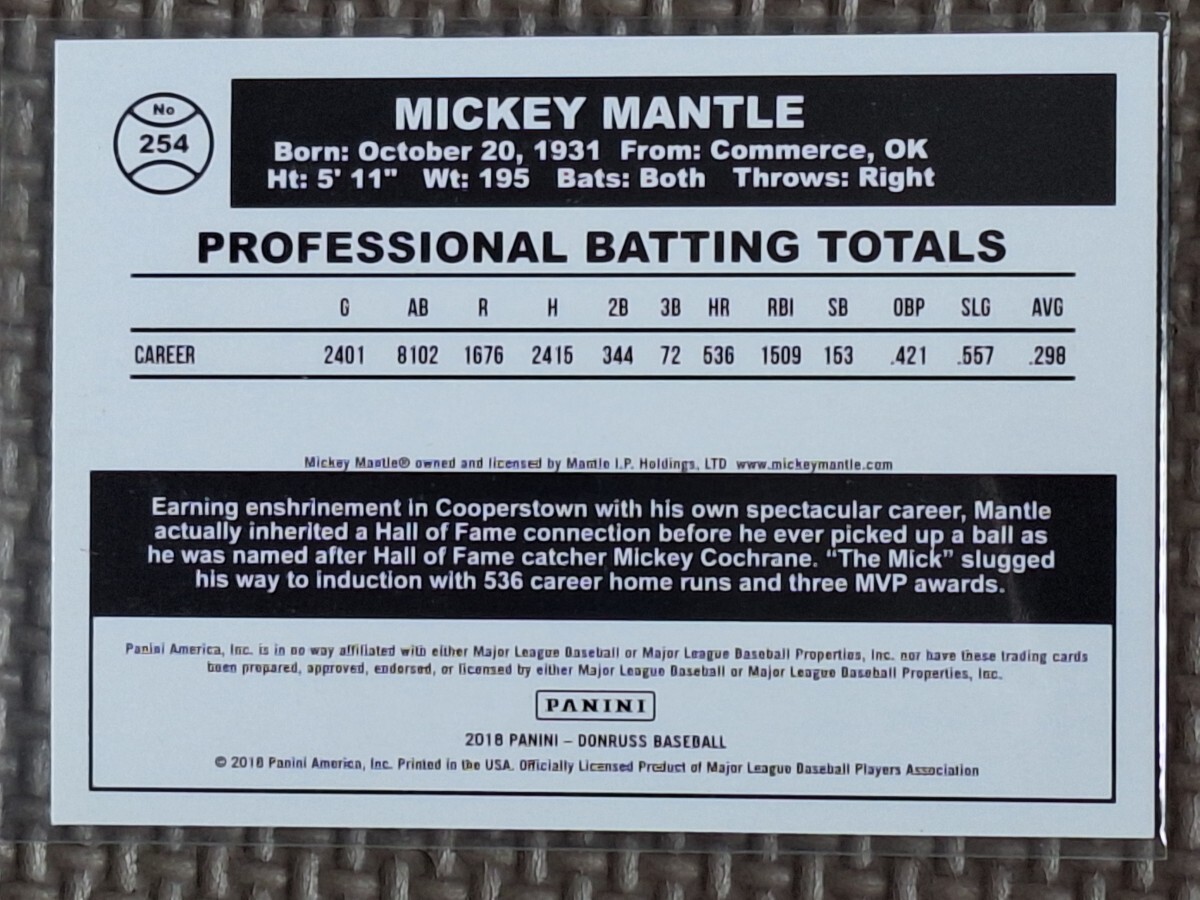 No
254
MICKEY MANTLE
Born: October 20, 1931 From: Commerce, OK
Ht: 5' 11" Wt: 195 Bats: Both Throws: Right
PROFESSIONAL BATTING TOTALS
G AB R H 2B 3B HR RBI SB OBP SLG AVG
CAREER 2401 8102 1676 2415 344 72 536 1509 153 .421 .557 .298
Mickey Mantle® owned and licensed by Mantle I.P. Holdings, LTD www.mickeymantle.com
Earning enshrinement in Cooperstown with his own spectacular career, Mantle
actually inherited a Hall of Fame connection before he ever picked up a ball as
he was named after Hall of Fame catcher Mickey Cochrane. “The Mick” slugged
his way to induction with 536 career home runs and three MVP awards.
Panini America, Inc. is in no way affiliated with either Major League Baseball or Major League Baseball Properties, Inc. nor have these trading cards
been prepared, approved, endorsed, or licensed by either Major League Baseball or Major League Baseball Properties, Inc.
PANINI
2018 PANINI – DONRUSS BASEBALL
© 2018 Panini America, Inc. Printed in the USA. Officially Licensed Product of Major League Baseball Players Association